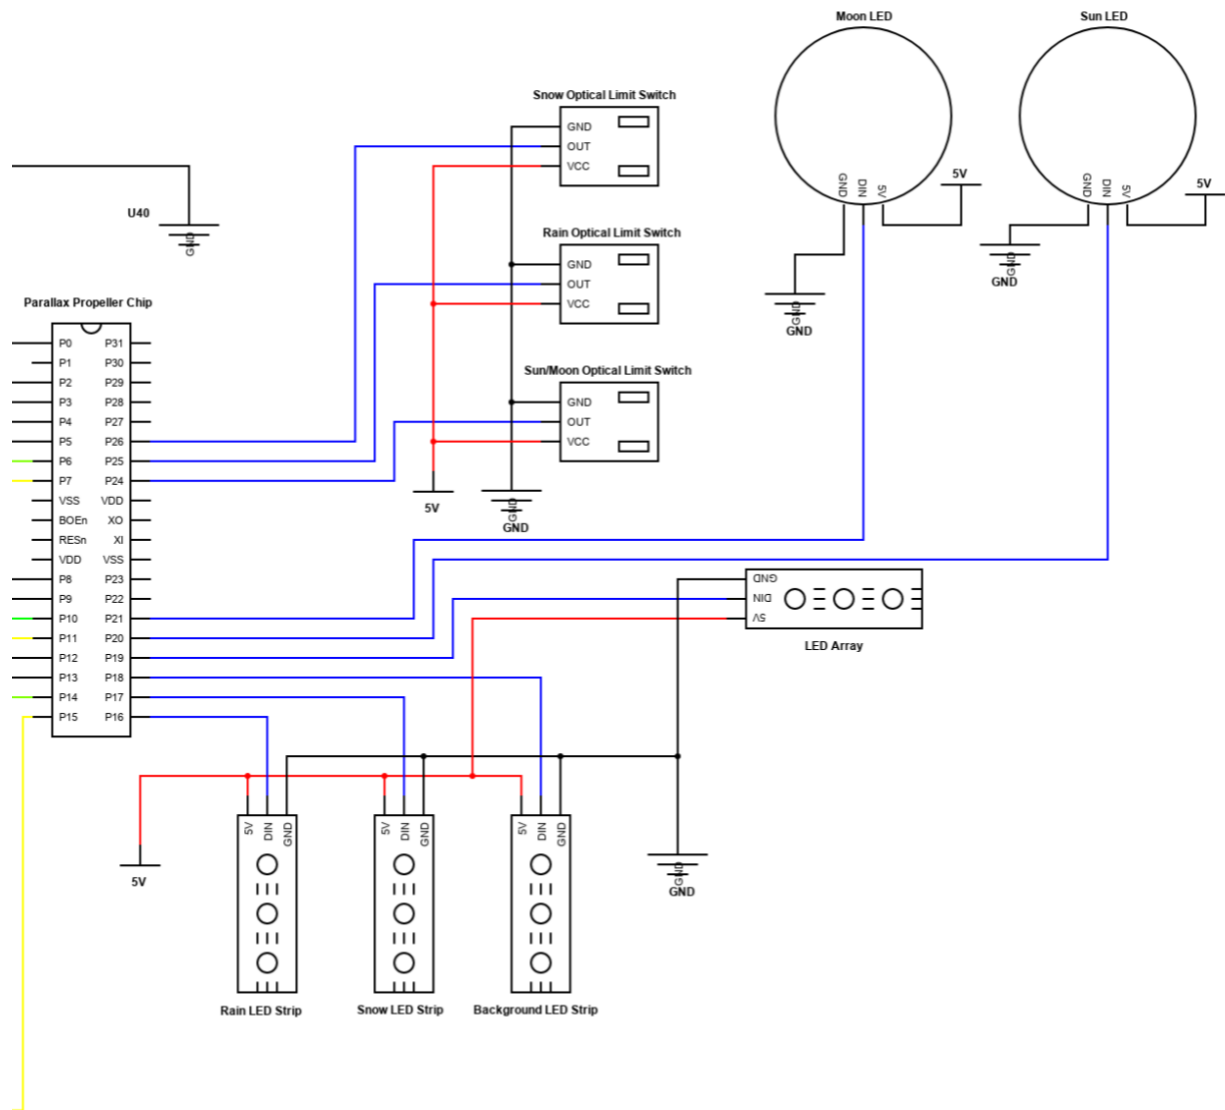 Moon LED
Sun LED
Snow Optical Limit Switch
GND
OUT
VCC
GND
DIN
5V
5V
GND
DIN
5V
5V
U40
GND
Rain Optical Limit Switch
GND
OUT
VCC
GND
GND
GND
GND
Parallax Propeller Chip
P0 P31
P1 P30
P2 P29
P3 P28
P4 P27
P5 P26
P6 P25
P7 P24
VSS VDD
BOEn XO
RESn XI
VDD VSS
P8 P23
P9 P22
P10 P21
P11 P20
P12 P19
P13 P18
P14 P17
P15 P16
Sun/Moon Optical Limit Switch
GND
OUT
VCC
5V
GND
GND
GND
DIN
5V
LED Array
5V
5V
DIN
GND
5V
DIN
GND
5V
DIN
GND
GND
GND
Rain LED Strip
Snow LED Strip
Background LED Strip